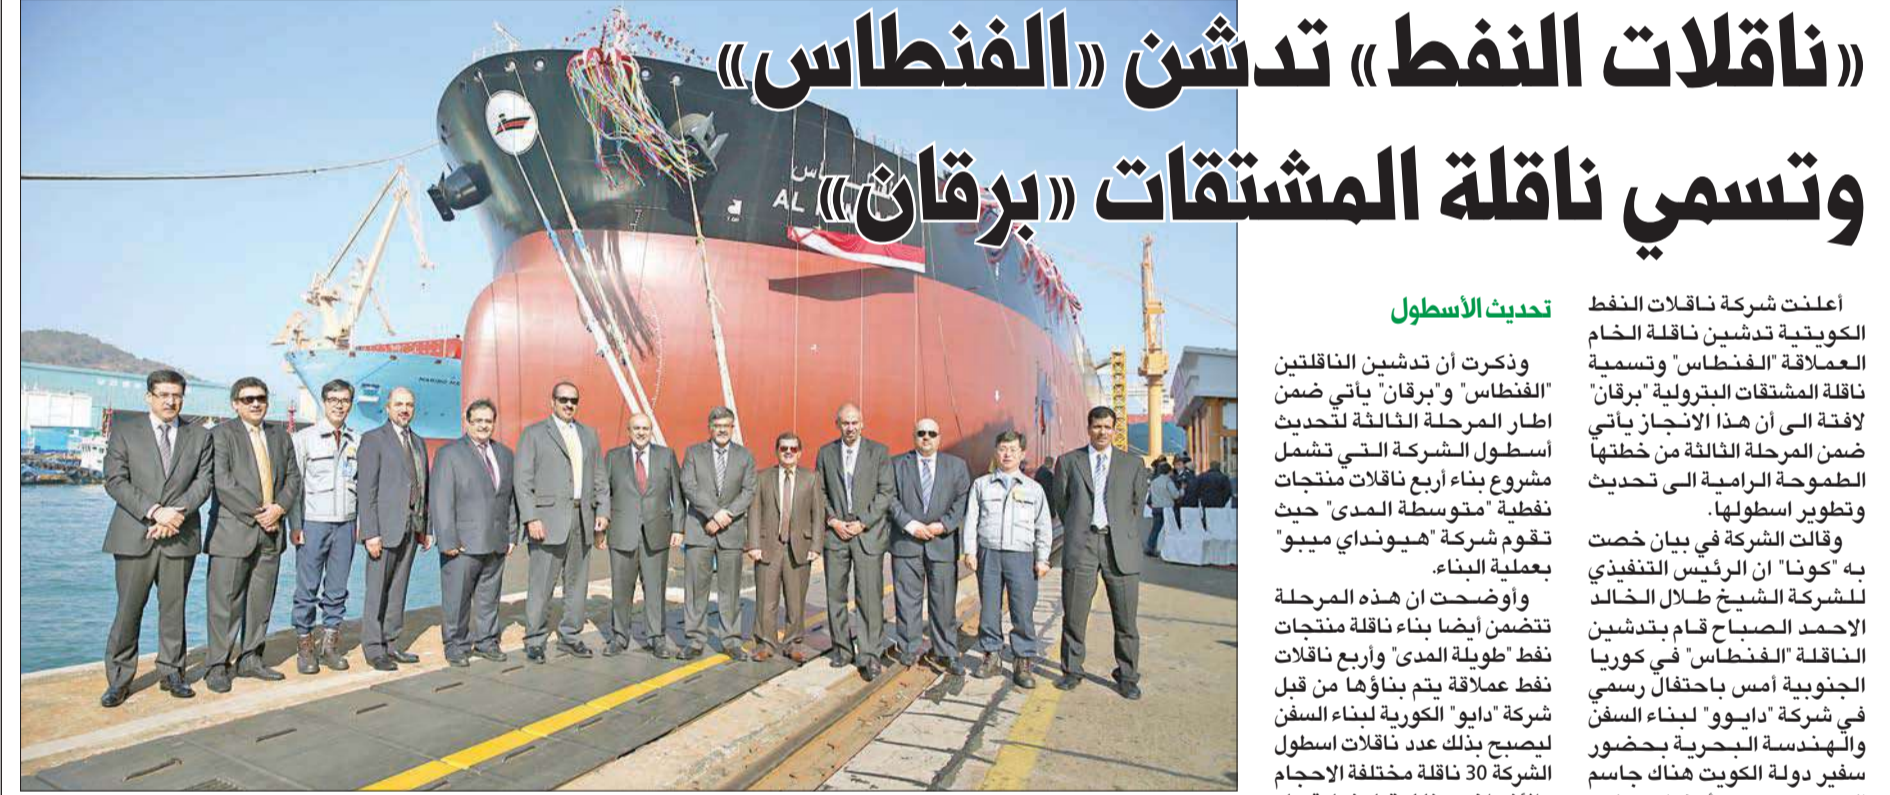 «ناقلات النفط» تدشن «الفنطاس»
وتسمي ناقلة المشتقات «برقان»
أعلنت شركة ناقلات النفط
الكويتية تدشين ناقلة الخام
العملاقة "الفنطاس" وتسمية
ناقلة المشتقات البترولية "برقان"
لافتة الى أن هذا الانجاز يأتي
ضمن المرحلة الثالثة من خطتها
الطموحة الرامية الى تحديث
وتطوير اسطولها.
وقالت الشركة في بيان خصت
به "كونا" ان الرئيس التنفيذي
للشركة الشيخ طلال الخالد
الاحمد الصباح قام بتدشين
الناقلة "الفنطاس" في كوريا
الجنوبية أمس باحتفال رسمي
في شركة "دايوو" لبناء السفن
والهندسة البحرية بحضور
سفير دولة الكويت هناك جاسم
تحديث الأسطول
وذكرت أن تدشين الناقلتين
"الفنطاس" و"برقان" يأتي ضمن
اطار المرحلة الثالثة لتحديث
أسطول الشركة التي تشمل
مشروع بناء أربع ناقلات منتجات
نفطية "متوسطة المدى" حيث
تقوم شركة "هيونداي ميبو"
بعملية البناء.
وأوضحت ان هذه المرحلة
تتضمن أيضا بناء ناقلة منتجات
نفط "طويلة المدى" وأربع ناقلات
نفط عملاقة يتم بناؤها من قبل
شركة "دايو" الكورية لبناء السفن
ليصبح بذلك عدد ناقلات اسطول
الشركة 30 ناقلة مختلفة الاحجام
AL